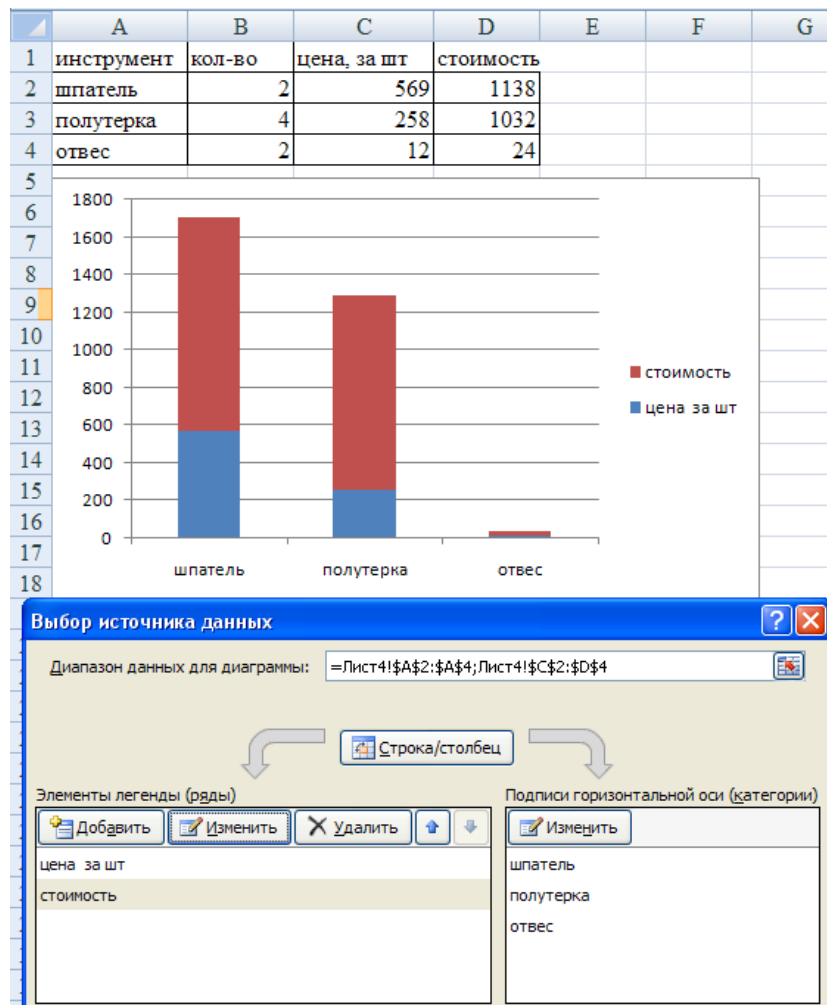 A B C D E F G
1 инструмент кол-во цена, за шт стоимость
2 шпатель 2 569 1138
3 полутерка 4 258 1032
4 отвес 2 12 24
5
6 1800
7 1600
8 1400
9 1200
10 1000
11 800 стоимость
12 600 цена за шт
13 400
14 200
15 0
16 шпатель полутерка отвес
17
18
Выбор источника данных
Диапазон данных для диаграммы: =Лист4!$A$2:$A$4;Лист4!$C$2:$D$4
Строка/столбец
Элементы легенды (ряды) Подписи горизонтальной оси (категории)
Добавить Изменить Удалить Изменить
цена за шт шпатель
стоимость полутерка
отвес